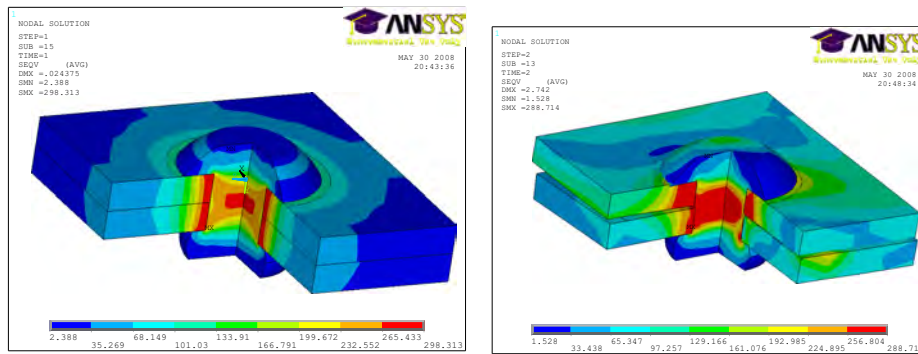 1
NODAL SOLUTION
STEP=1
SUB =15
TIME=1
SEQV (AVG)
DMX =.024375
SMN =2.388
SMX =298.313
ANSYS
MAY 30 2008
20:43:36
MX
2.388 68.149 133.91 199.672 265.433
35.269 101.03 166.791 232.552 298.313
1
NODAL SOLUTION
STEP=2
SUB =13
TIME=2
SEQV (AVG)
DMX =2.742
SMN =1.528
SMX =288.714
ANSYS
MAY 30 2008
20:48:34
1.528 65.347 129.166 192.985 256.804
33.438 97.257 161.076 224.895 288.71